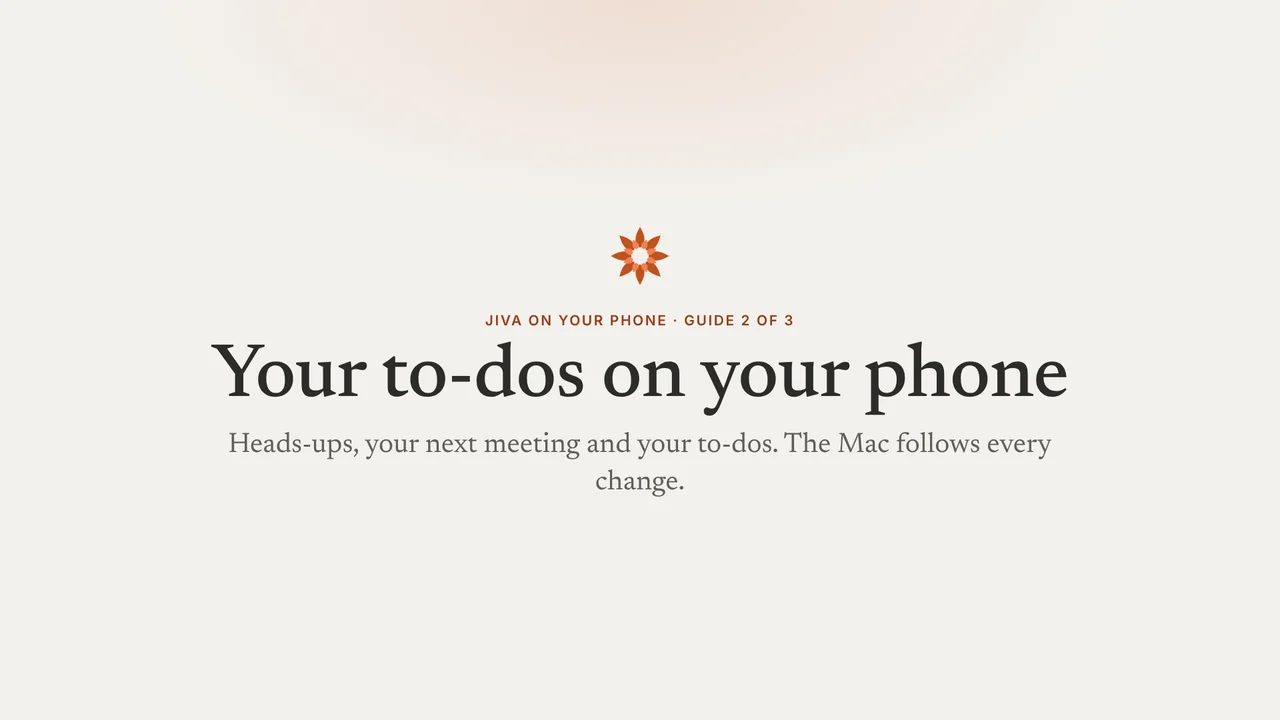 JIVA ON YOUR PHONE · GUIDE 2 OF 3
Your to-dos on your phone
Heads-ups, your next meeting and your to-dos. The Mac follows every
change.